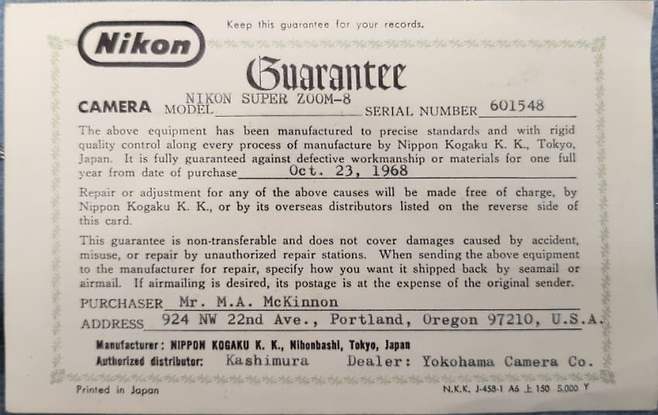 Keep this guarantee for your records.
Nikon
Guarantee
CAMERA MODEL NIKON SUPER ZOOM-8 SERIAL NUMBER 601548
The above equipment has been manufactured to precise standards and with rigid
quality control along every process of manufacture by Nippon Kogaku K. K., Tokyo,
Japan. It is fully guaranteed against defective workmanship or materials for one full
year from date of purchase Oct. 23, 1968
Repair or adjustment for any of the above causes will be made free of charge, by
Nippon Kogaku K. K., or by its overseas distributors listed on the reverse side of
this card.
This guarantee is non-transferable and does not cover damages caused by accident,
misuse, or repair by unauthorized repair stations. When sending the above equipment
to the manufacturer for repair, specify how you want it shipped back by seamail or
airmail. If airmailing is desired, its postage is at the expense of the original sender.
PURCHASER Mr. M.A. McKinnon
ADDRESS 924 NW 22nd Ave., Portland, Oregon 97210, U.S.A.
Manufacturer: NIPPON KOGAKU K. K., Nihonbashi, Tokyo, Japan
Authorized distributor: Kashimura Dealer: Yokohama Camera Co.
Printed in Japan N.K.K. J-458-1 A6 上 150 5.000 Y